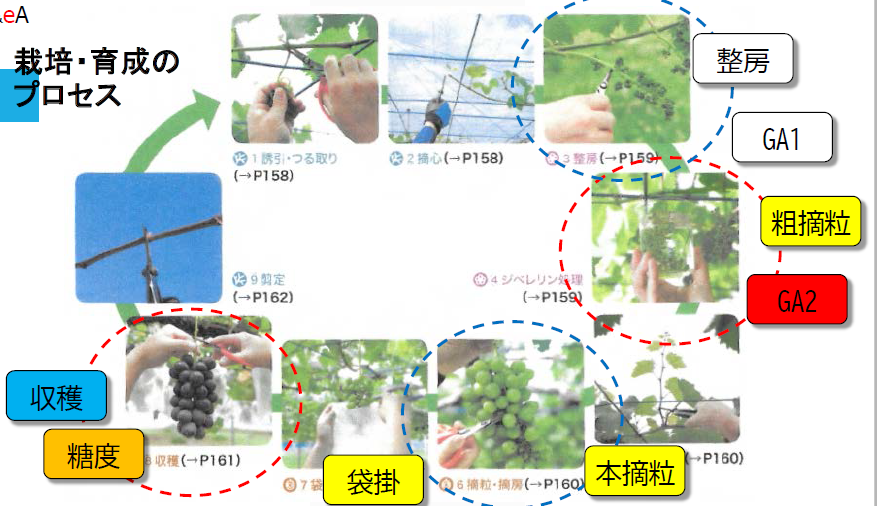 eA
栽培・育成の
プロセス
1 誘引・つる取り
(→P158)
2 摘心(→P158)
3 整房(→P159)
整房
GA1
粗摘粒
GA2
4 ジベレリン処理
(→P159)
9 剪定
(→P162)
収穫
糖度
8 収穫(→P161)
7 袋
袋掛
6 摘粒・摘房(→P160)
本摘粒
(→P160)